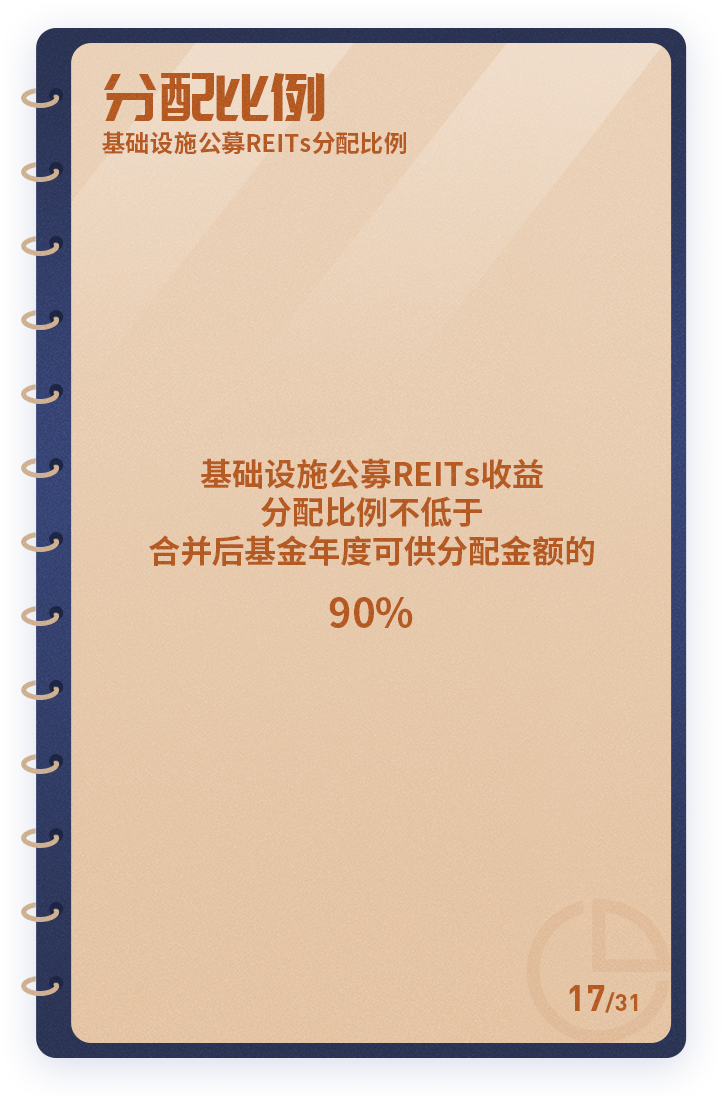 分配比例
基础设施公募REITs分配比例
基础设施公募REITs收益
分配比例不低于
合并后基金年度可供分配金额的
90%
17/31